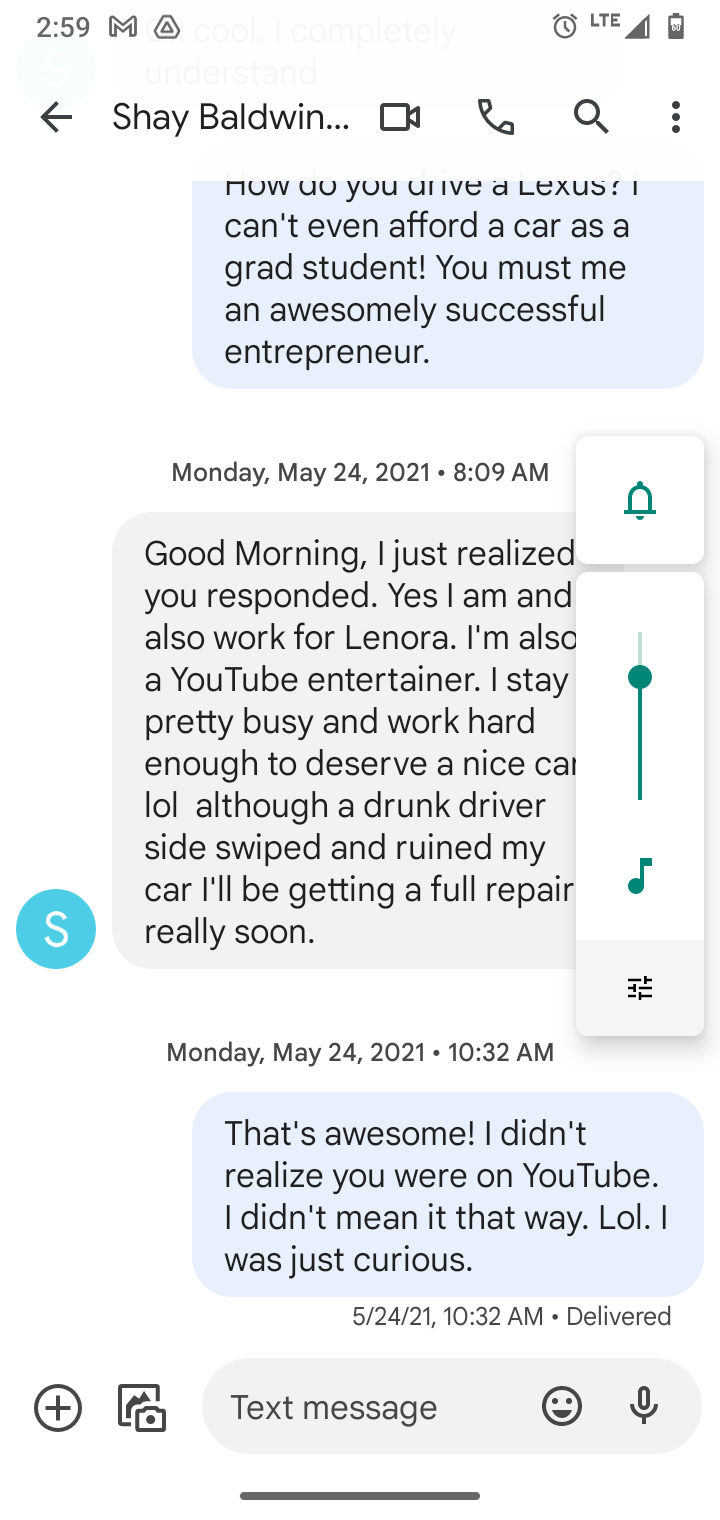 2:59
LTE
cool. I completely
understand
Shay Baldwin...
How do you drive a Lexus? I
can't even afford a car as a
grad student! You must me
an awesomely successful
entrepreneur.
Monday, May 24, 2021 • 8:09 AM
Good Morning, I just realized
you responded. Yes I am and
also work for Lenora. I'm also
a YouTube entertainer. I stay
pretty busy and work hard
enough to deserve a nice car
lol  although a drunk driver
side swiped and ruined my
car I'll be getting a full repair
really soon.
S
Monday, May 24, 2021 • 10:32 AM
That's awesome! I didn't
realize you were on YouTube.
I didn't mean it that way. Lol. I
was just curious.
5/24/21, 10:32 AM • Delivered
Text message